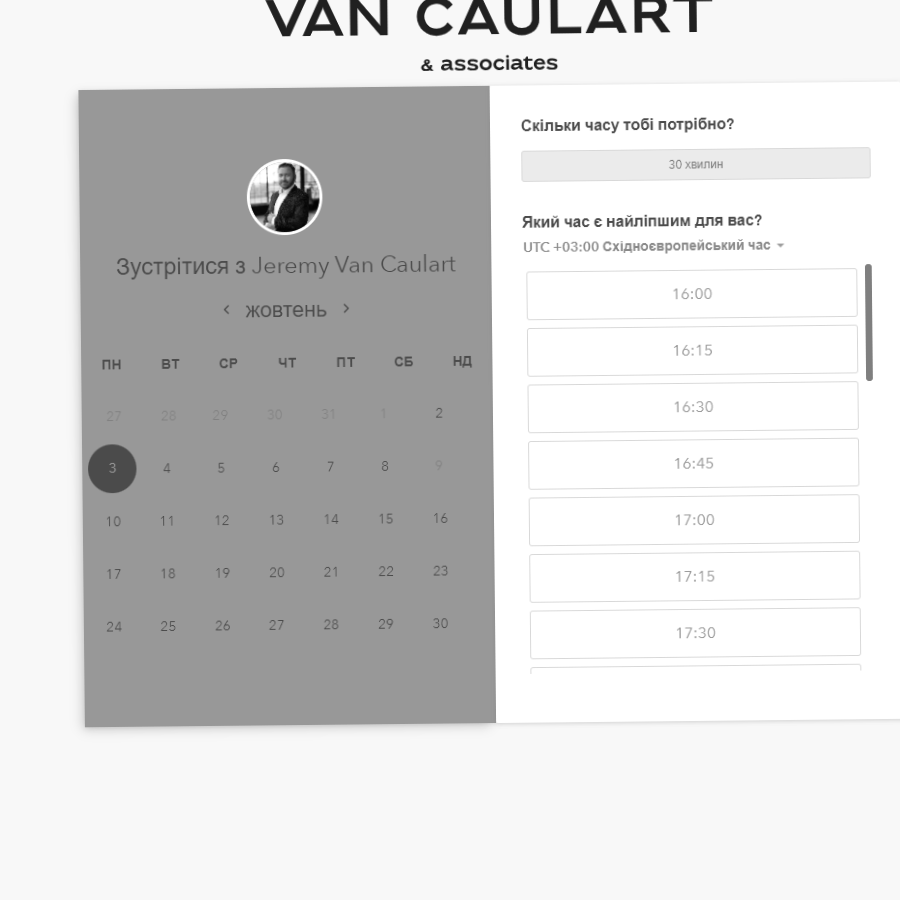 VAN CAULART
& associates
Зустрітися з Jeremy Van Caulart
жовтень
ПН ВТ СР ЧТ ПТ СБ НД
27 28 29 30 31 1 2
3 4 5 6 7 8 9
10 11 12 13 14 15 16
17 18 19 20 21 22 23
24 25 26 27 28 29 30
Скільки часу тобі потрібно?
30 хвилин
Який час є найліпшим для вас?
UTC +03:00 Східноєвропейський час
16:00
16:15
16:30
16:45
17:00
17:15
17:30